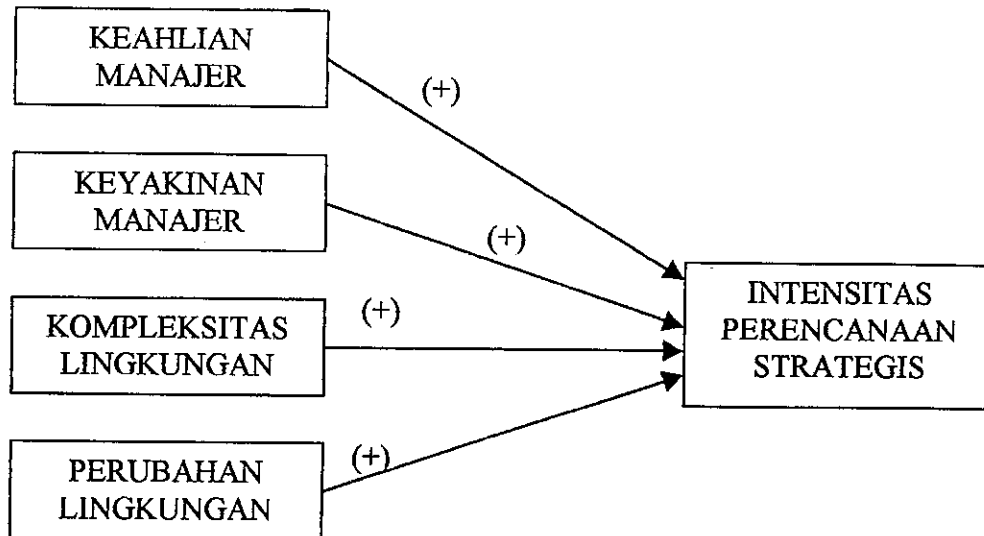 KEAHLIAN
MANAJER
(+)
KEYAKINAN
MANAJER
(+)
KOMPLEKSITAS
LINGKUNGAN
(+)
INTENSITAS
PERENCANAAN
STRATEGIS
PERUBAHAN
LINGKUNGAN
(+)